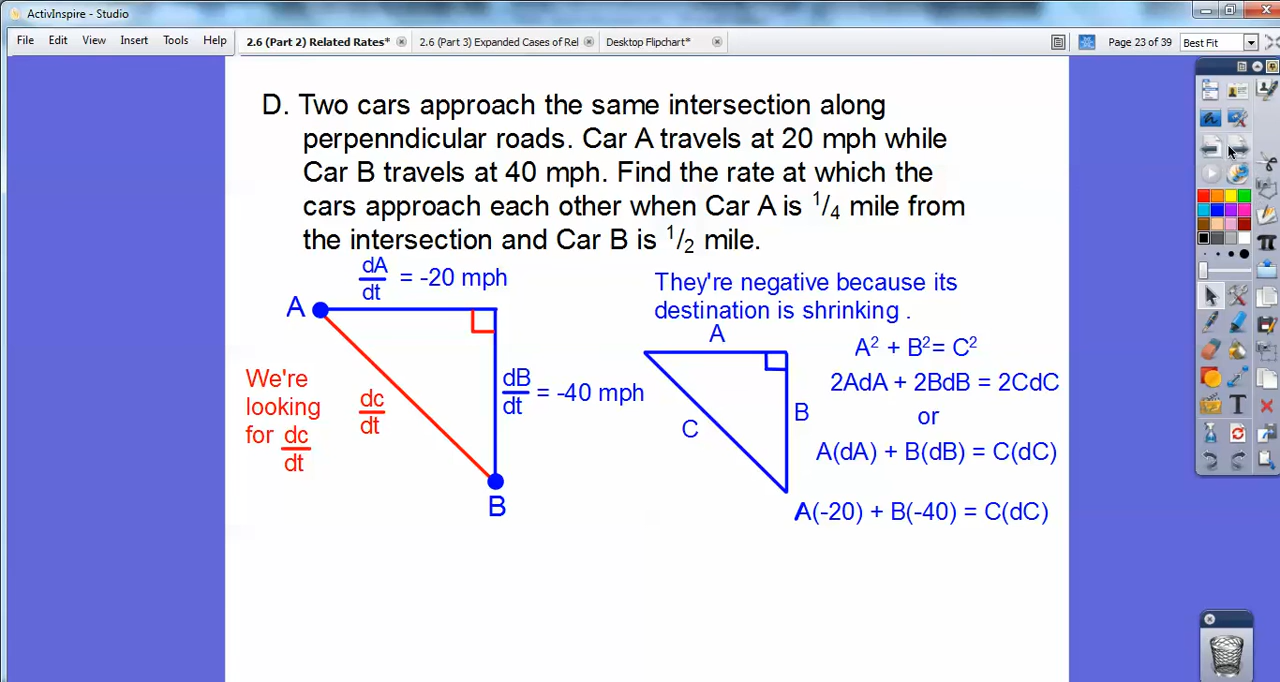 ActivInspire - Studio
File Edit View Insert Tools Help 2.6 (Part 2) Related Rates* 2.6 (Part 3) Expanded Cases of Rel Desktop Flipchart* Page 23 of 39 Best Fit
D. Two cars approach the same intersection along
perpenndicular roads. Car A travels at 20 mph while
Car B travels at 40 mph. Find the rate at which the
cars approach each other when Car A is 1/4 mile from
the intersection and Car B is 1/2 mile.
dA/dt = -20 mph
A
dB/dt = -40 mph
dc/dt
B
We're
looking
for dc/dt
They're negative because its
destination is shrinking .
A
B
C
A² + B²= C²
2AdA + 2BdB = 2CdC
or
A(dA) + B(dB) = C(dC)
A(-20) + B(-40) = C(dC)